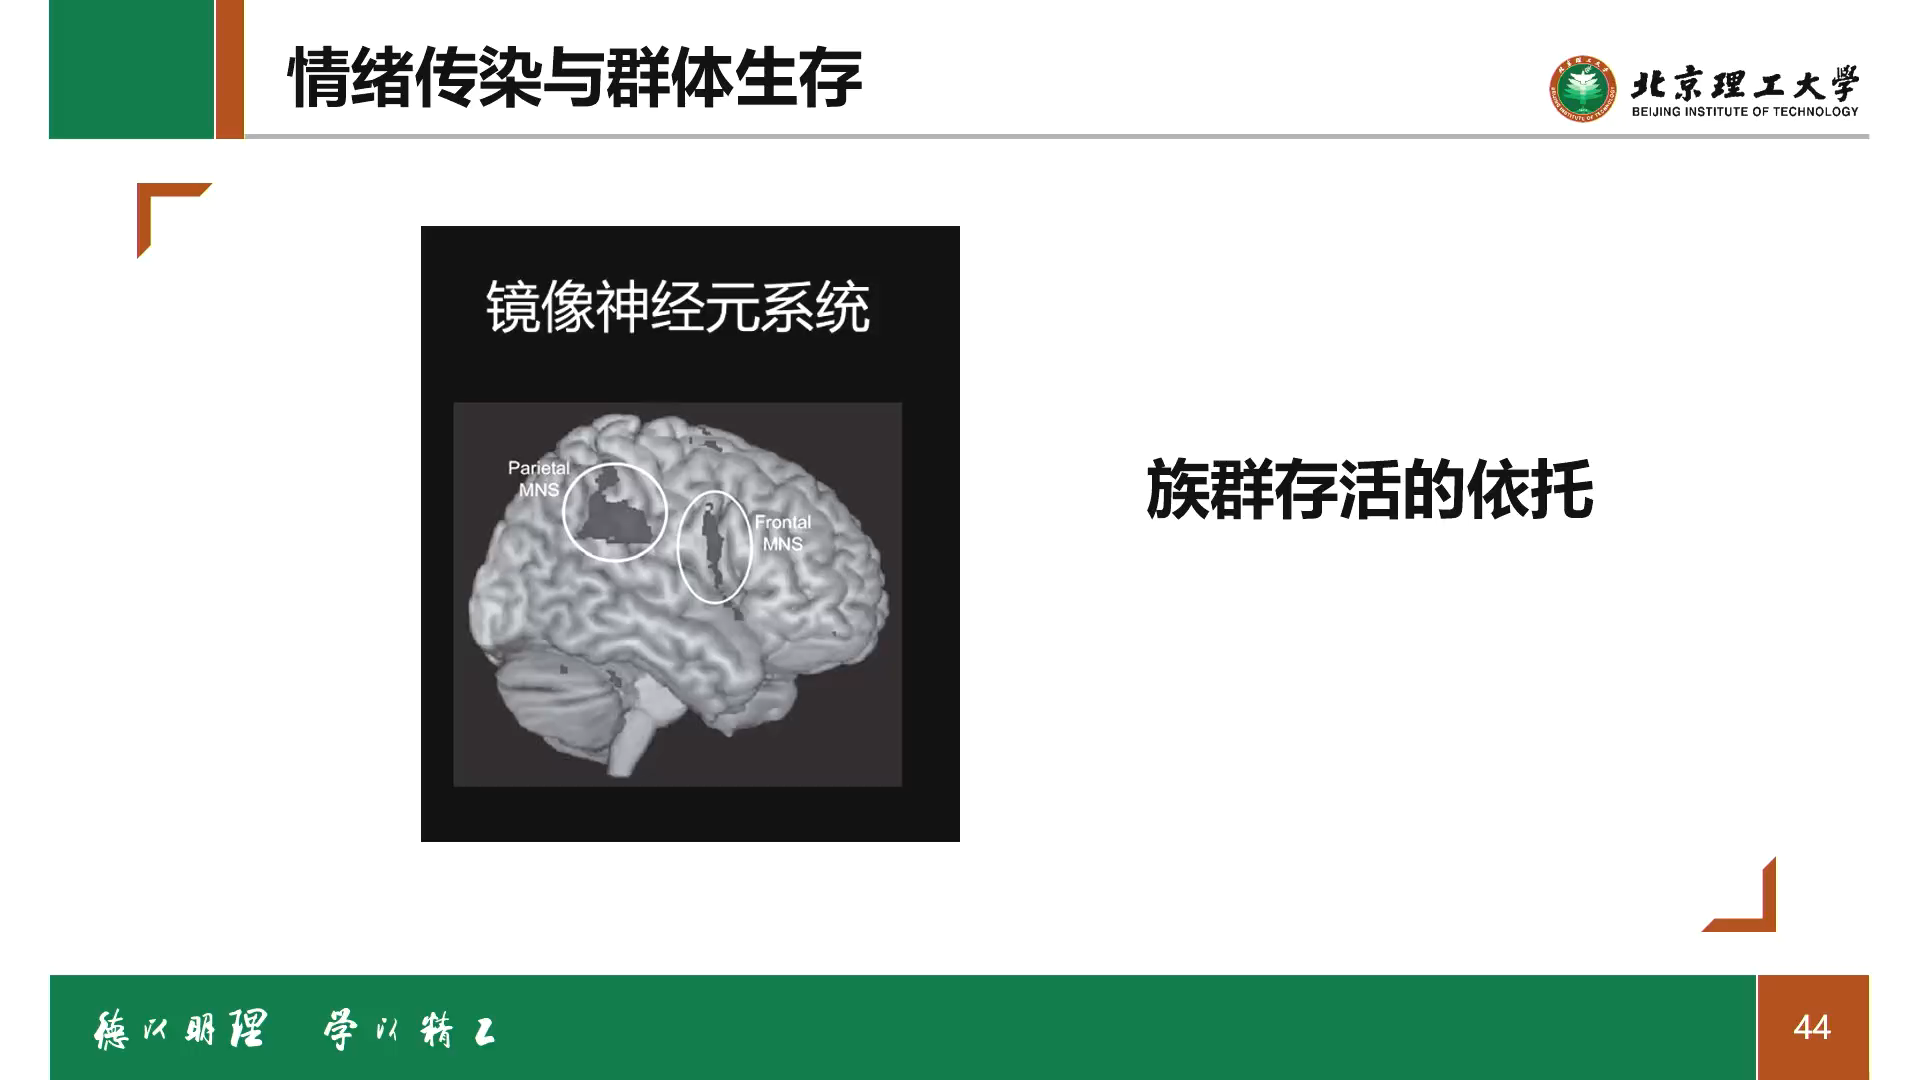 情绪传染与群体生存
北京理工大学
BEIJING INSTITUTE OF TECHNOLOGY
镜像神经元系统
Parietal
MNS
Frontal
MNS
族群存活的依托
德以明理 学以精工
44